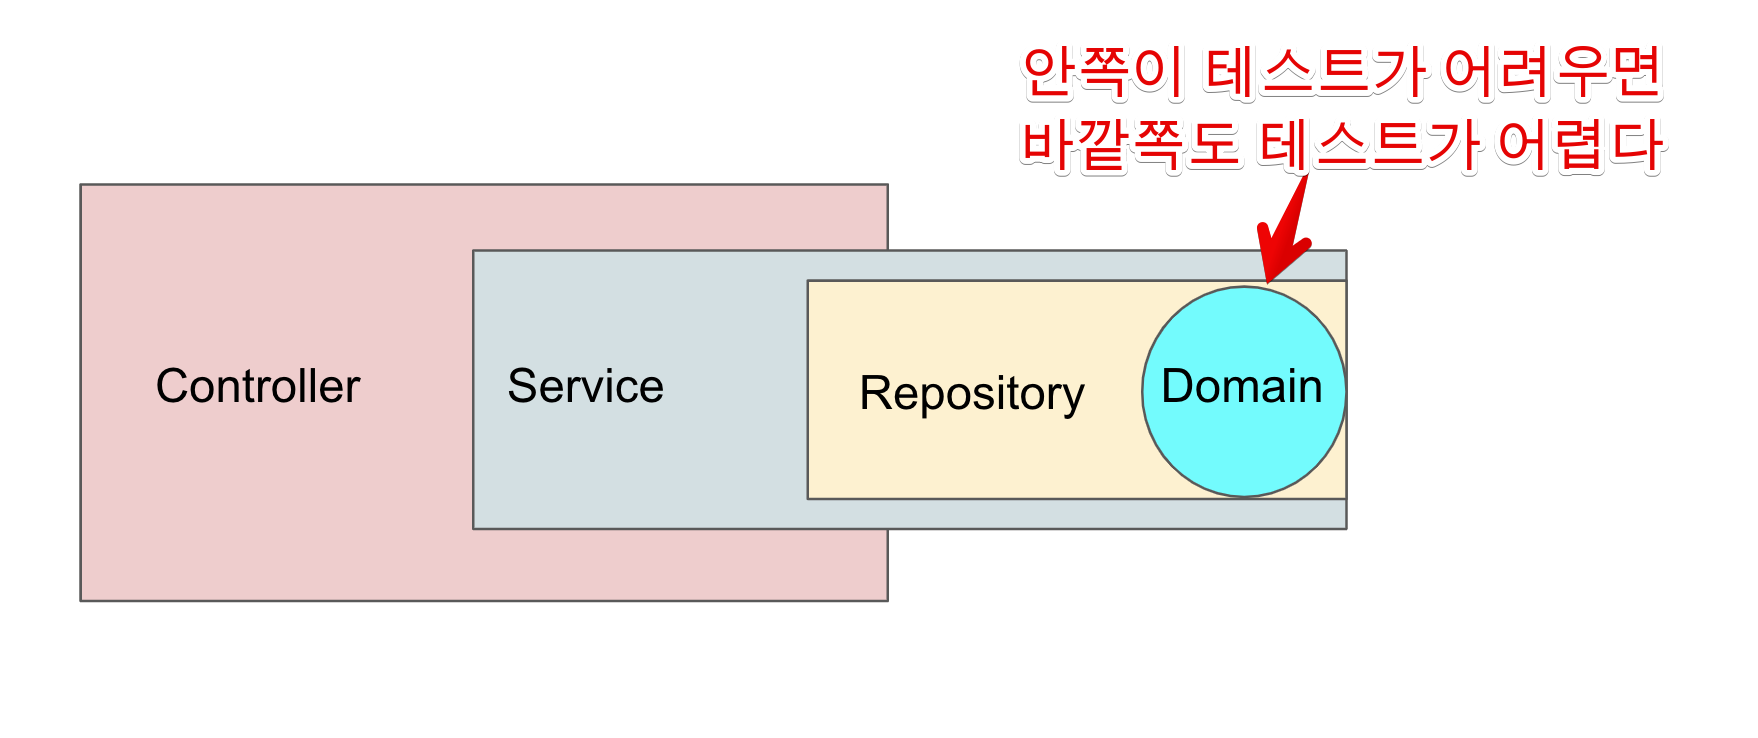 안쪽이 테스트가 어려우면
바깥쪽도 테스트가 어렵다
Controller
Service
Repository
Domain